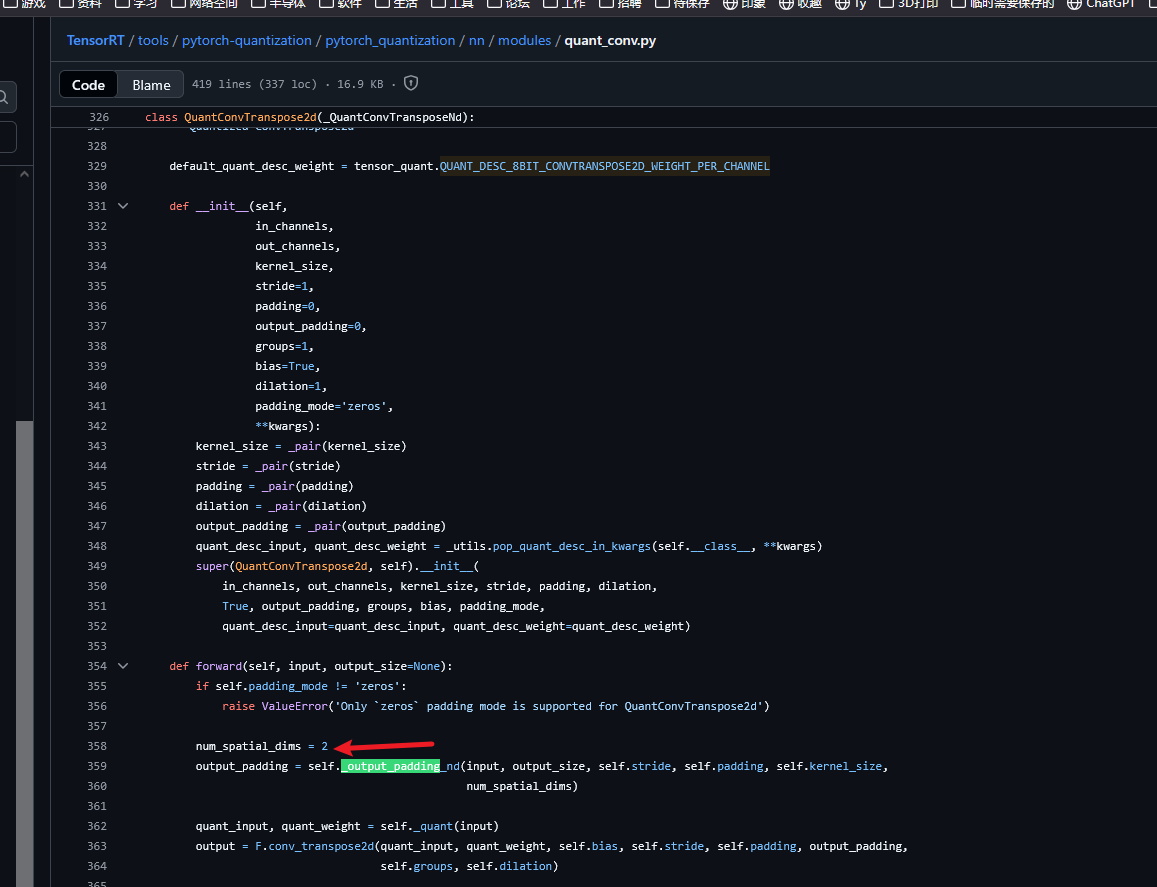 游戏 资料 学习 网络空间 半导体 软件 生活 工具 论坛 工作 招聘 待保存 印象 收趣 Ty 3D打印 临时需要保存的 ChatGPT
TensorRT / tools / pytorch-quantization / pytorch_quantization / nn / modules / quant_conv.py
Code Blame 419 lines (337 loc) · 16.9 KB ·
326 class QuantConvTranspose2d(_QuantConvTransposeNd):
327 "Quantized ConvTranspose2d"
328
329 default_quant_desc_weight = tensor_quant.QUANT_DESC_8BIT_CONVTRANSPOSE2D_WEIGHT_PER_CHANNEL
330
331 def __init__(self,
332 in_channels,
333 out_channels,
334 kernel_size,
335 stride=1,
336 padding=0,
337 output_padding=0,
338 groups=1,
339 bias=True,
340 dilation=1,
341 padding_mode='zeros',
342 **kwargs):
343 kernel_size = _pair(kernel_size)
344 stride = _pair(stride)
345 padding = _pair(padding)
346 dilation = _pair(dilation)
347 output_padding = _pair(output_padding)
348 quant_desc_input, quant_desc_weight = _utils.pop_quant_desc_in_kwargs(self.__class__, **kwargs)
349 super(QuantConvTranspose2d, self).__init__(
350 in_channels, out_channels, kernel_size, stride, padding, dilation,
351 True, output_padding, groups, bias, padding_mode,
352 quant_desc_input=quant_desc_input, quant_desc_weight=quant_desc_weight)
353
354 def forward(self, input, output_size=None):
355 if self.padding_mode != 'zeros':
356 raise ValueError('Only `zeros` padding mode is supported for QuantConvTranspose2d')
357
358 num_spatial_dims = 2
359 output_padding = self._output_padding_nd(input, output_size, self.stride, self.padding, self.kernel_size,
360 num_spatial_dims)
361
362 quant_input, quant_weight = self._quant(input)
363 output = F.conv_transpose2d(quant_input, quant_weight, self.bias, self.stride, self.padding, output_padding,
364 self.groups, self.dilation)
365